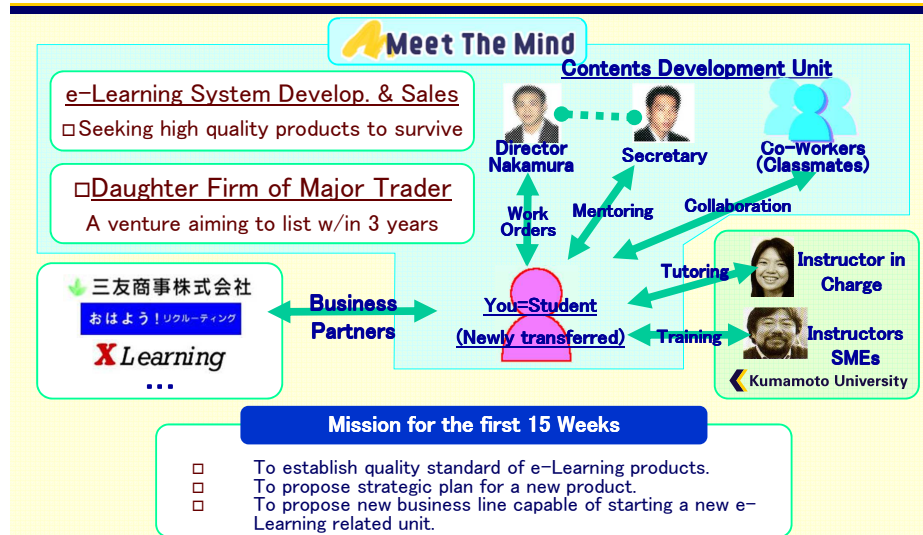 Meet The Mind
e-Learning System Develop. & Sales
□Seeking high quality products to survive
□Daughter Firm of Major Trader
A venture aiming to list w/in 3 years
Contents Development Unit
Director
Nakamura
Secretary
Co-Workers
(Classmates)
Work
Orders
Mentoring
Collaboration
三友商事株式会社
おはよう!リクルーティング
X Learning
...
Business
Partners
You=Student
(Newly transferred)
Tutoring
Training
Instructor in
Charge
Instructors
SMEs
Kumamoto University
Mission for the first 15 Weeks
□ To establish quality standard of e-Learning products.
□ To propose strategic plan for a new product.
□ To propose new business line capable of starting a new e-
Learning related unit.